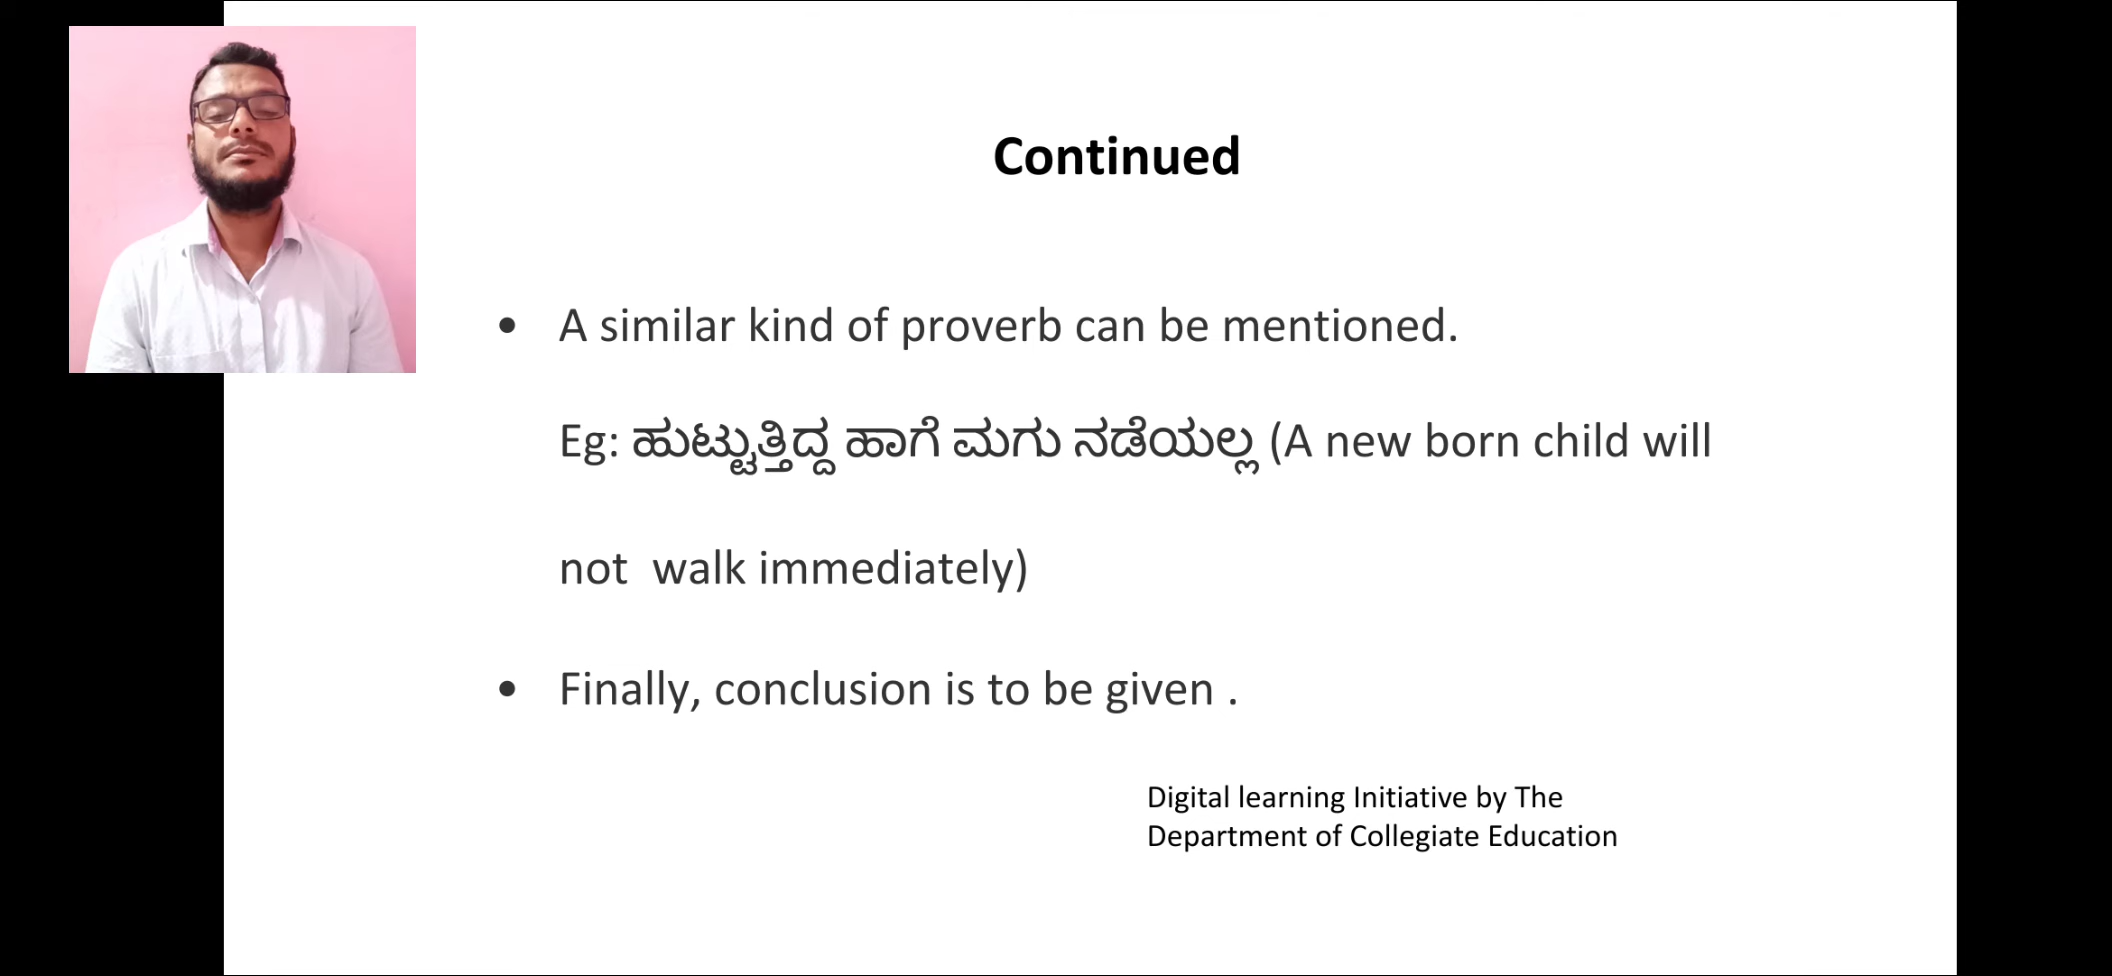 Continued
• A similar kind of proverb can be mentioned.
Eg: ಹುಟ್ಟುತ್ತಿದ್ದ ಹಾಗೆ ಮಗು ನಡೆಯಲ್ಲ (A new born child will
not walk immediately)
• Finally, conclusion is to be given .
Digital learning Initiative by The
Department of Collegiate Education